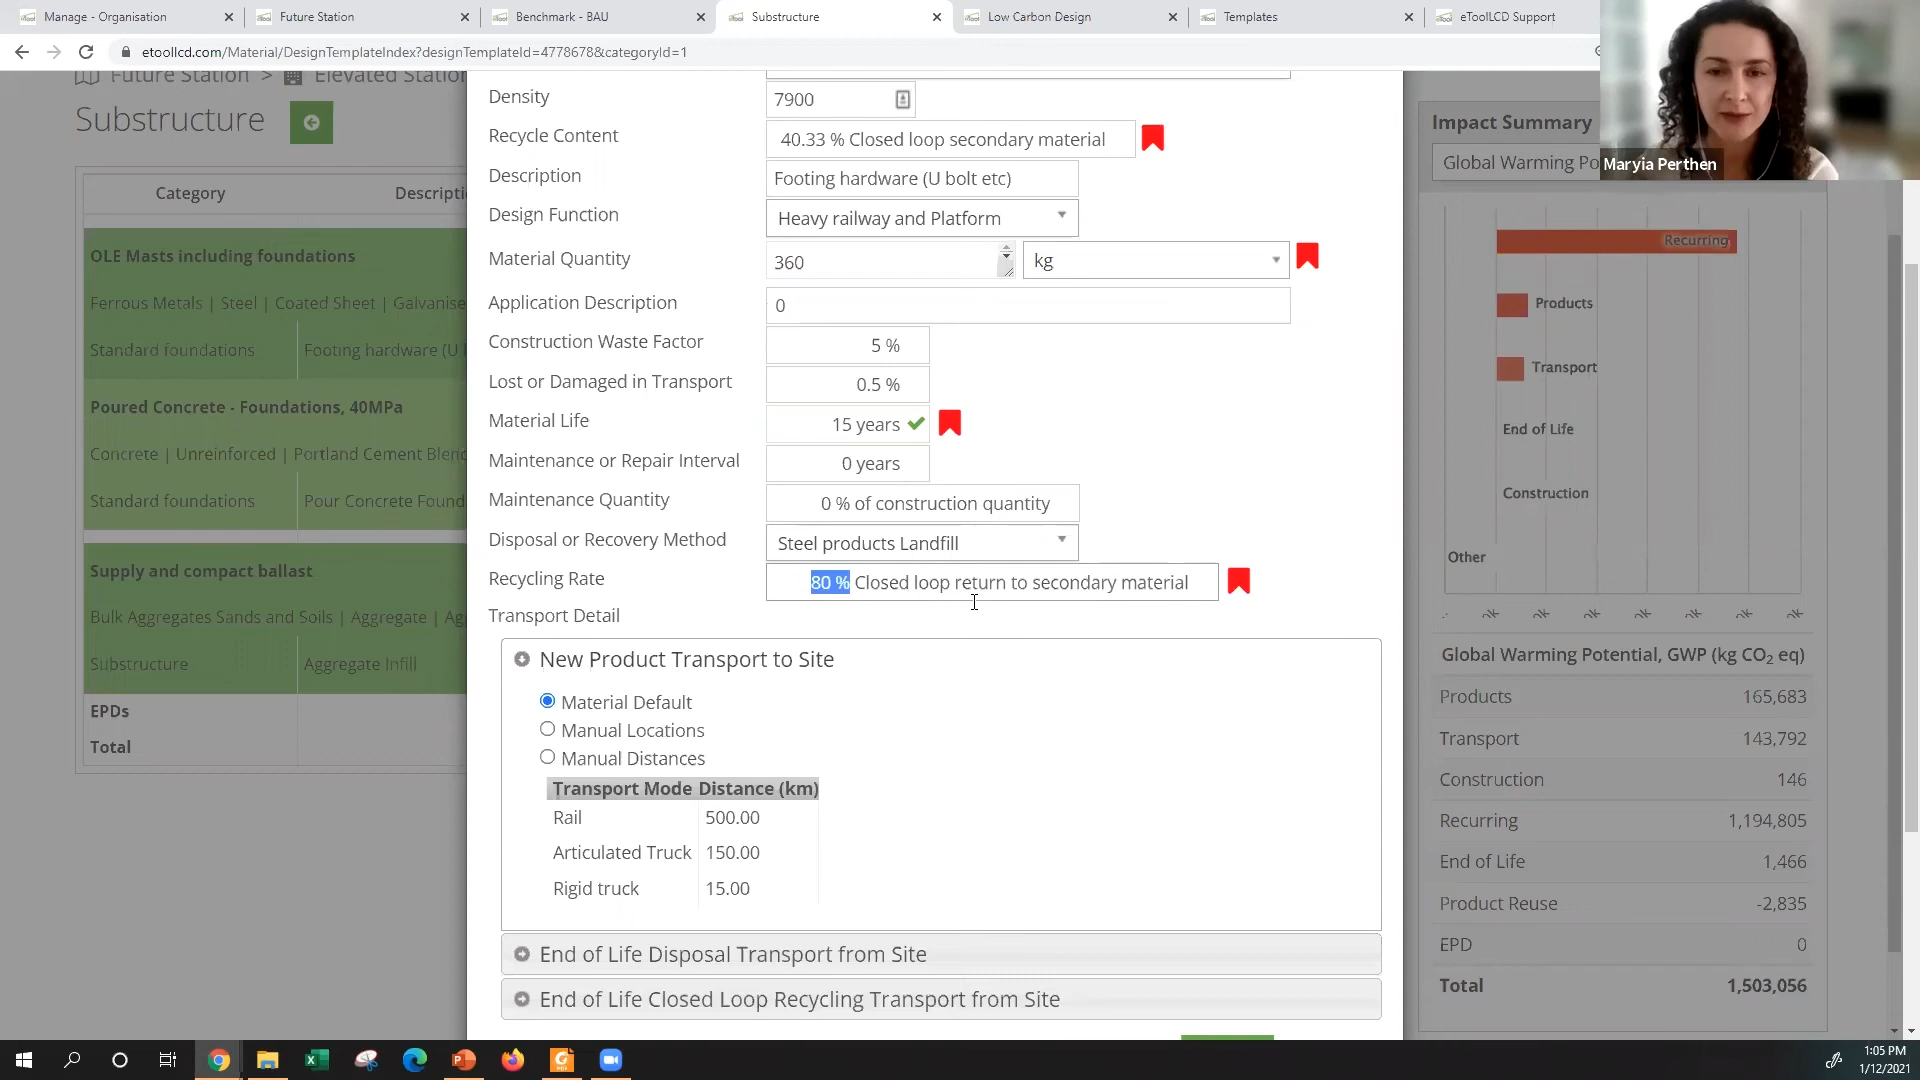 Manage - Organisation
Future Station
Benchmark - BAU
Substructure
Low Carbon Design
Templates
eToolLCD Support
etoollcd.com/Material/DesignTemplateIndex?designTemplateId=4778678&categoryId=1
Future Station > Elevated Station
Substructure
Category
OLE Masts including foundations
Ferrous Metals | Steel | Coated Sheet | Galvanise
Standard foundations
Footing hardware (U
Poured Concrete - Foundations, 40MPa
Concrete | Unreinforced | Portland Cement Blen
Standard foundations
Pour Concrete Found
Supply and compact ballast
Bulk Aggregates Sands and Soils | Aggregate |
Substructure
Aggregate Infill
EPDs
Total
Density
7900
Recycle Content
40.33 % Closed loop secondary material
Description
Footing hardware (U bolt etc)
Design Function
Heavy railway and Platform
Material Quantity
360
kg
Application Description
0
Construction Waste Factor
5 %
Lost or Damaged in Transport
0.5 %
Material Life
15 years
Maintenance or Repair Interval
0 years
Maintenance Quantity
0 % of construction quantity
Disposal or Recovery Method
Steel products Landfill
Recycling Rate
80 % Closed loop return to secondary material
Transport Detail
New Product Transport to Site
Material Default
Manual Locations
Manual Distances
Transport Mode Distance (km)
Rail 500.00
Articulated Truck 150.00
Rigid truck 15.00
End of Life Disposal Transport from Site
End of Life Closed Loop Recycling Transport from Site
Maryia Perthen
Impact Summary
Global Warming Po
Recurring
Products
Transport
End of Life
Construction
Other
Global Warming Potential, GWP (kg CO₂ eq)
Products 165,683
Transport 143,792
Construction 146
Recurring 1,194,805
End of Life 1,466
Product Reuse -2,835
EPD 0
Total 1,503,056
1:05 PM
1/12/2021